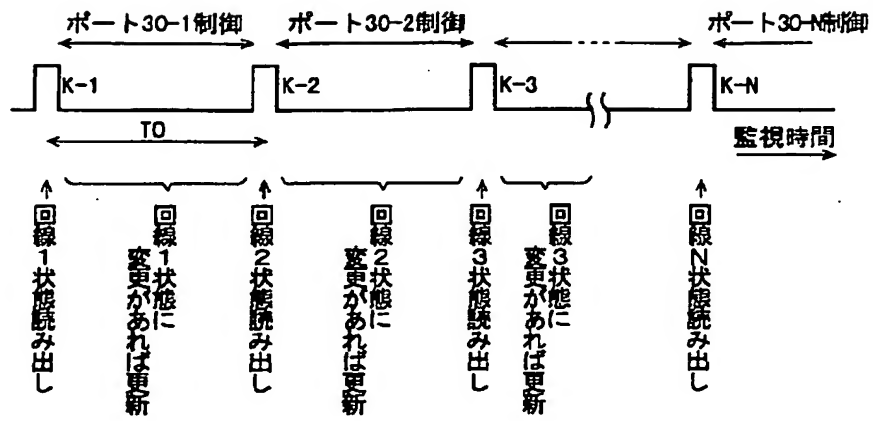 ポート30-1制御
ポート30-2制御
ポート30-N制御
K-1
K-2
K-3
K-N
T0
監視時間
回線1状態読み出し
回線1状態に
変更があれば更新
回線2状態読み出し
回線2状態に
変更があれば更新
回線3状態読み出し
回線3状態に
変更があれば更新
回線N状態読み出し